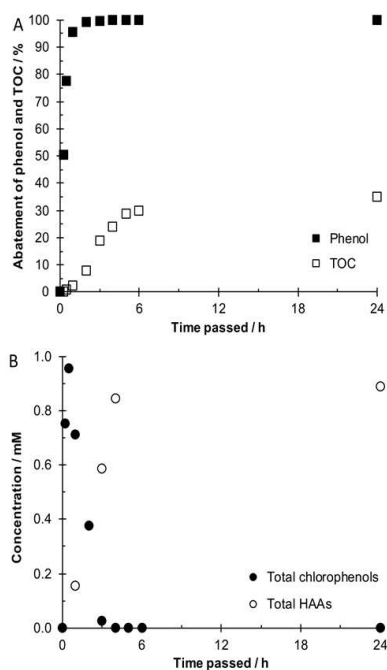 A
Abatement of phenol and TOC / %
100
90
80
70
60
50
40
30
20
10
0
Phenol
TOC
0 6 12 18 24
Time passed / h
B
Concentration / mM
1.0
0.8
0.6
0.4
0.2
0.0
Total chlorophenols
Total HAAs
0 6 12 18 24
Time passed / h